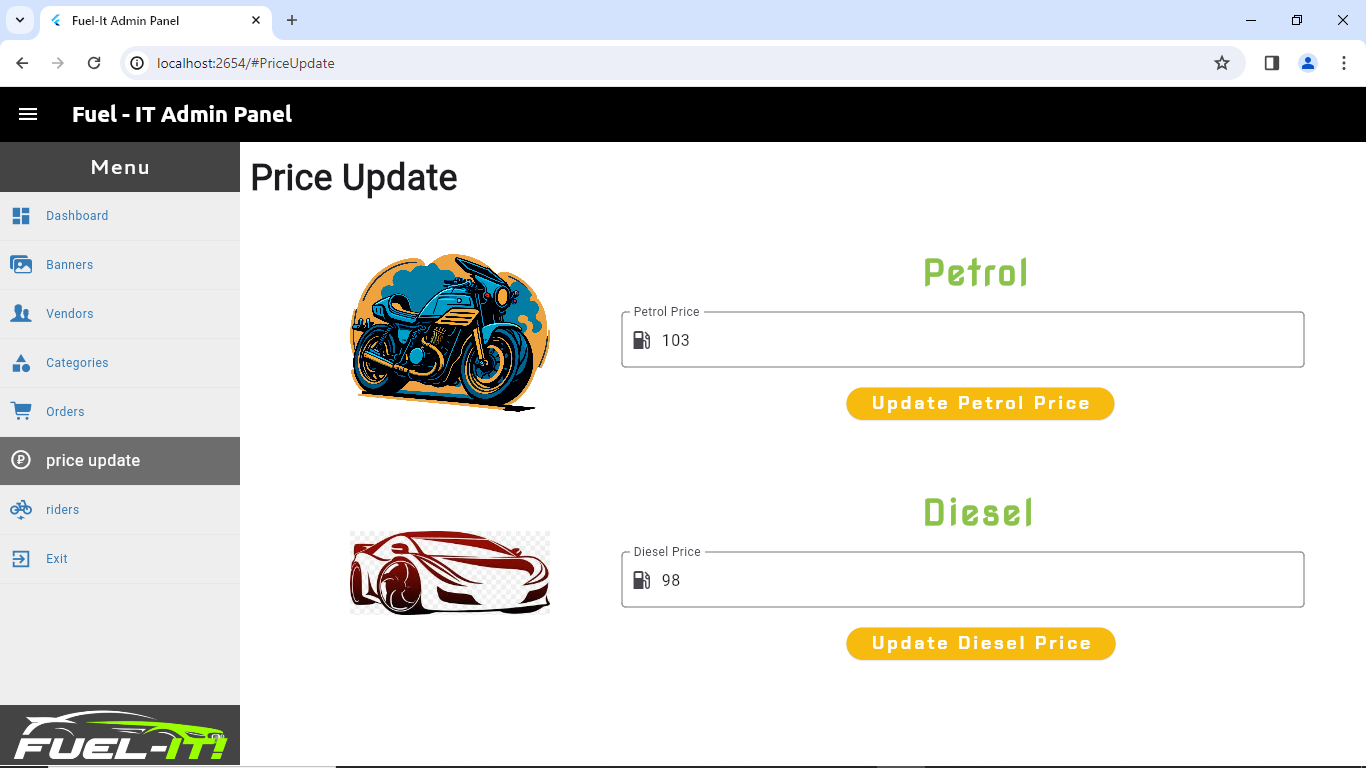 Fuel-It Admin Panel
localhost:2654/#PriceUpdate
Fuel - IT Admin Panel
Menu
Dashboard
Banners
Vendors
Categories
Orders
price update
riders
Exit
FUEL-IT!
Price Update
Petrol
Petrol Price
103
Update Petrol Price
Diesel
Diesel Price
98
Update Diesel Price